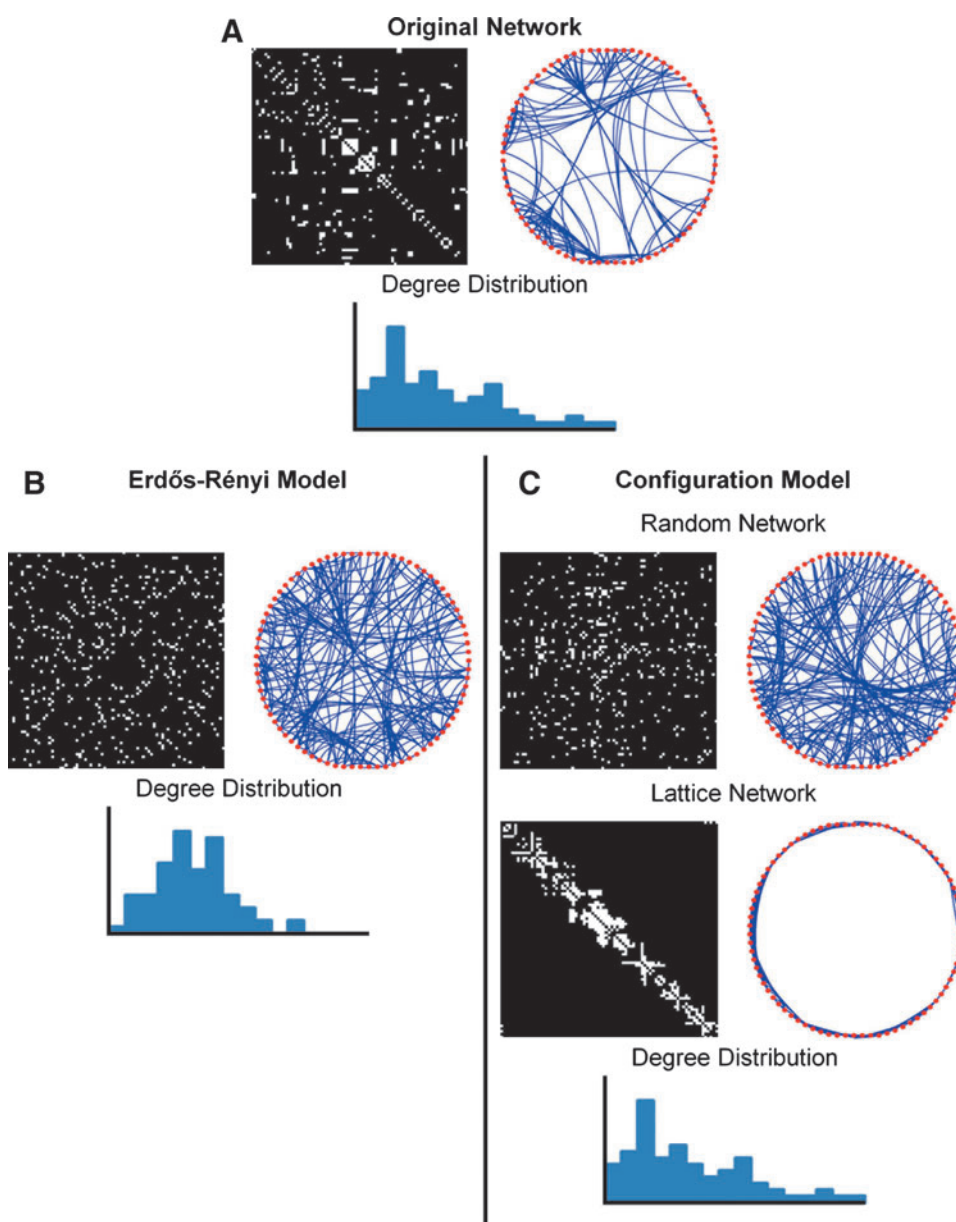 A
Original Network
Degree Distribution
B
Erdős-Rényi Model
Degree Distribution
C
Configuration Model
Random Network
Lattice Network
Degree Distribution